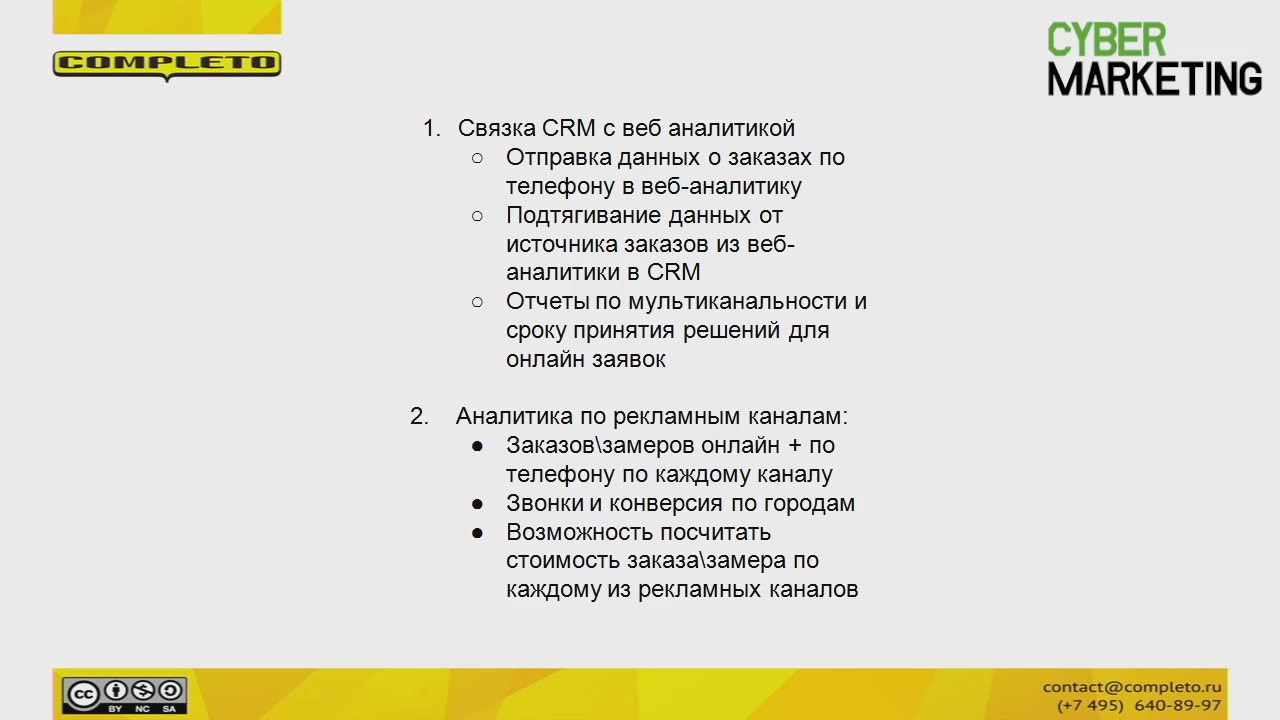 COMPLETO
CYBER
MARKETING
1. Связка CRM с веб аналитикой
○ Отправка данных о заказах по
телефону в веб-аналитику
○ Подтягивание данных от
источника заказов из веб-
аналитики в CRM
○ Отчеты по мультиканальности и
сроку принятия решений для
онлайн заявок
2. Аналитика по рекламным каналам:
● Заказов\замеров онлайн + по
телефону по каждому каналу
● Звонки и конверсия по городам
● Возможность посчитать
стоимость заказа\замера по
каждому из рекламных каналов
cc
BY NC SA
contact@completo.ru
(+7 495) 640-89-97